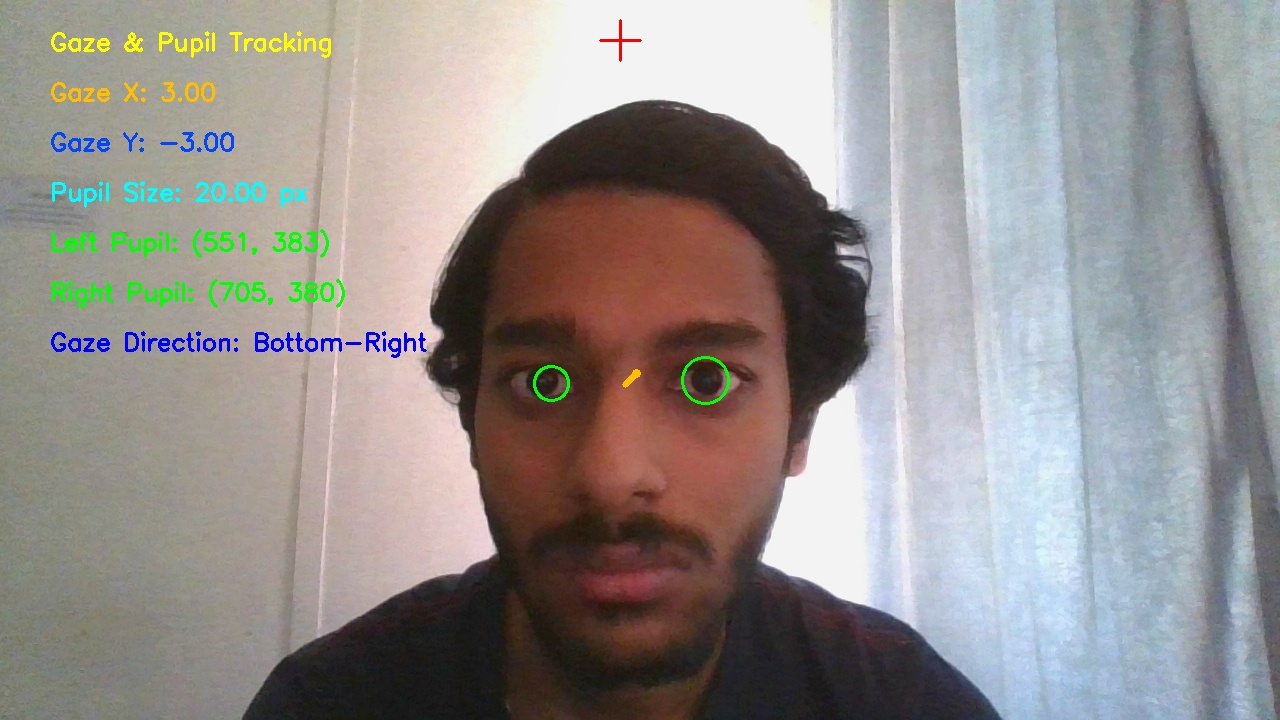 Gaze & Pupil Tracking
Gaze X: 3.00
Gaze Y: -3.00
Pupil Size: 20.00 px
Left Pupil: (551, 383)
Right Pupil: (705, 380)
Gaze Direction: Bottom-Right